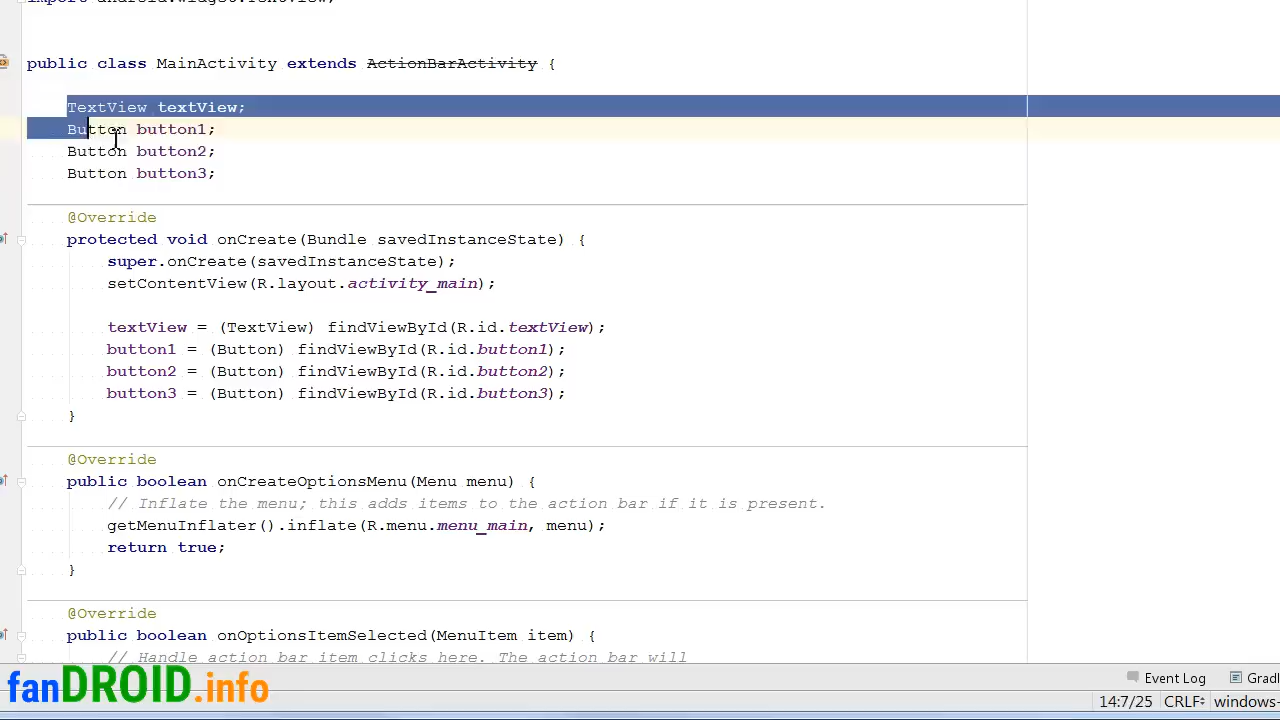 public class MainActivity extends ActionBarActivity {
TextView textView;
Button button1;
Button button2;
Button button3;
@Override
protected void onCreate(Bundle savedInstanceState) {
super.onCreate(savedInstanceState);
setContentView(R.layout.activity_main);
textView = (TextView) findViewById(R.id.textView);
button1 = (Button) findViewById(R.id.button1);
button2 = (Button) findViewById(R.id.button2);
button3 = (Button) findViewById(R.id.button3);
}
@Override
public boolean onCreateOptionsMenu(Menu menu) {
// Inflate the menu; this adds items to the action bar if it is present.
getMenuInflater().inflate(R.menu.menu_main, menu);
return true;
}
@Override
public boolean onOptionsItemSelected(MenuItem item) {
// Handle action bar item clicks here. The action bar will
Event Log Gradl
fanDROID.info
14:7/25 CRLF windows-